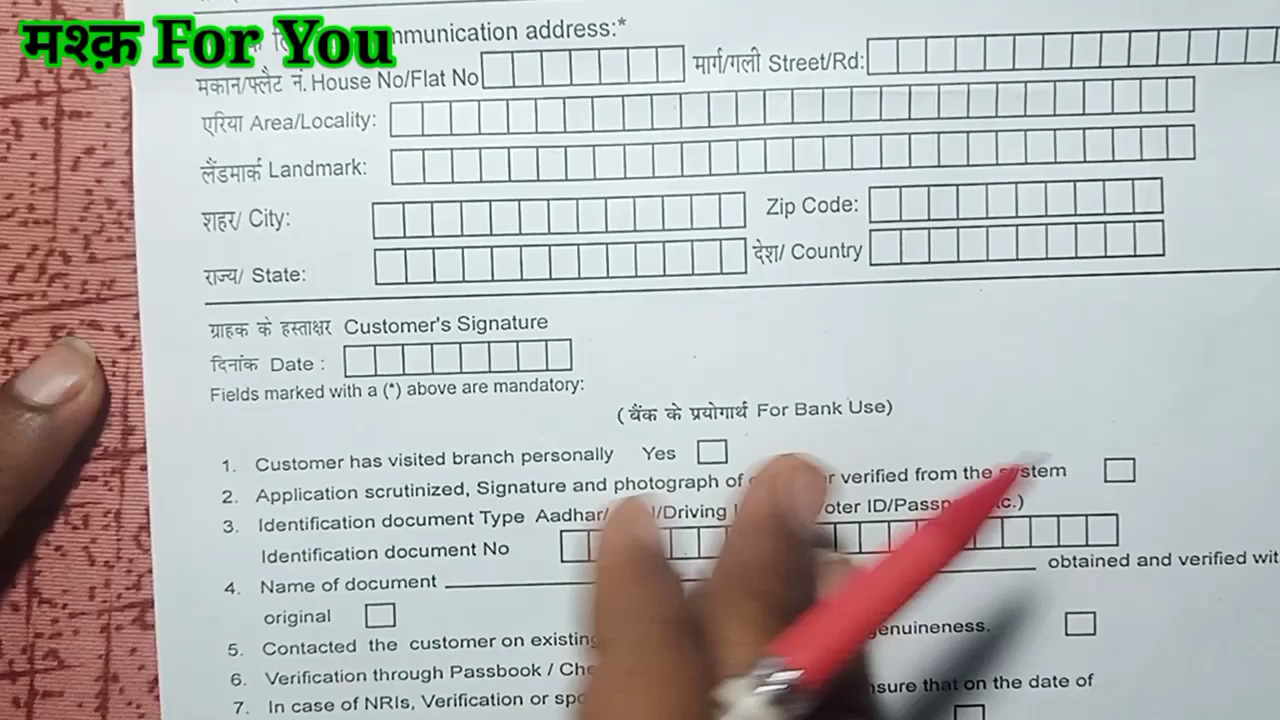 मश्क़ For You
mmunication address:*
मकान/फ्लैट नं. House No/Flat No मार्ग/गली Street/Rd:
एरिया Area/Locality:
लैंडमार्क Landmark:
शहर/ City: Zip Code:
राज्य/ State: देश/ Country
ग्राहक के हस्ताक्षर Customer's Signature
दिनांक Date :
Fields marked with a (*) above are mandatory:
( बैंक के प्रयोगार्थ For Bank Use)
1. Customer has visited branch personally Yes
2. Application scrutinized, Signature and photograph of verified from the system
3. Identification document Type Aadhar/ /Driving oter ID/Passp c.)
Identification document No
4. Name of document obtained and verified wit
original
5. Contacted the customer on existing genuineness.
6. Verification through Passbook / Che
7. In case of NRIs, Verification or spo nsure that on the date of